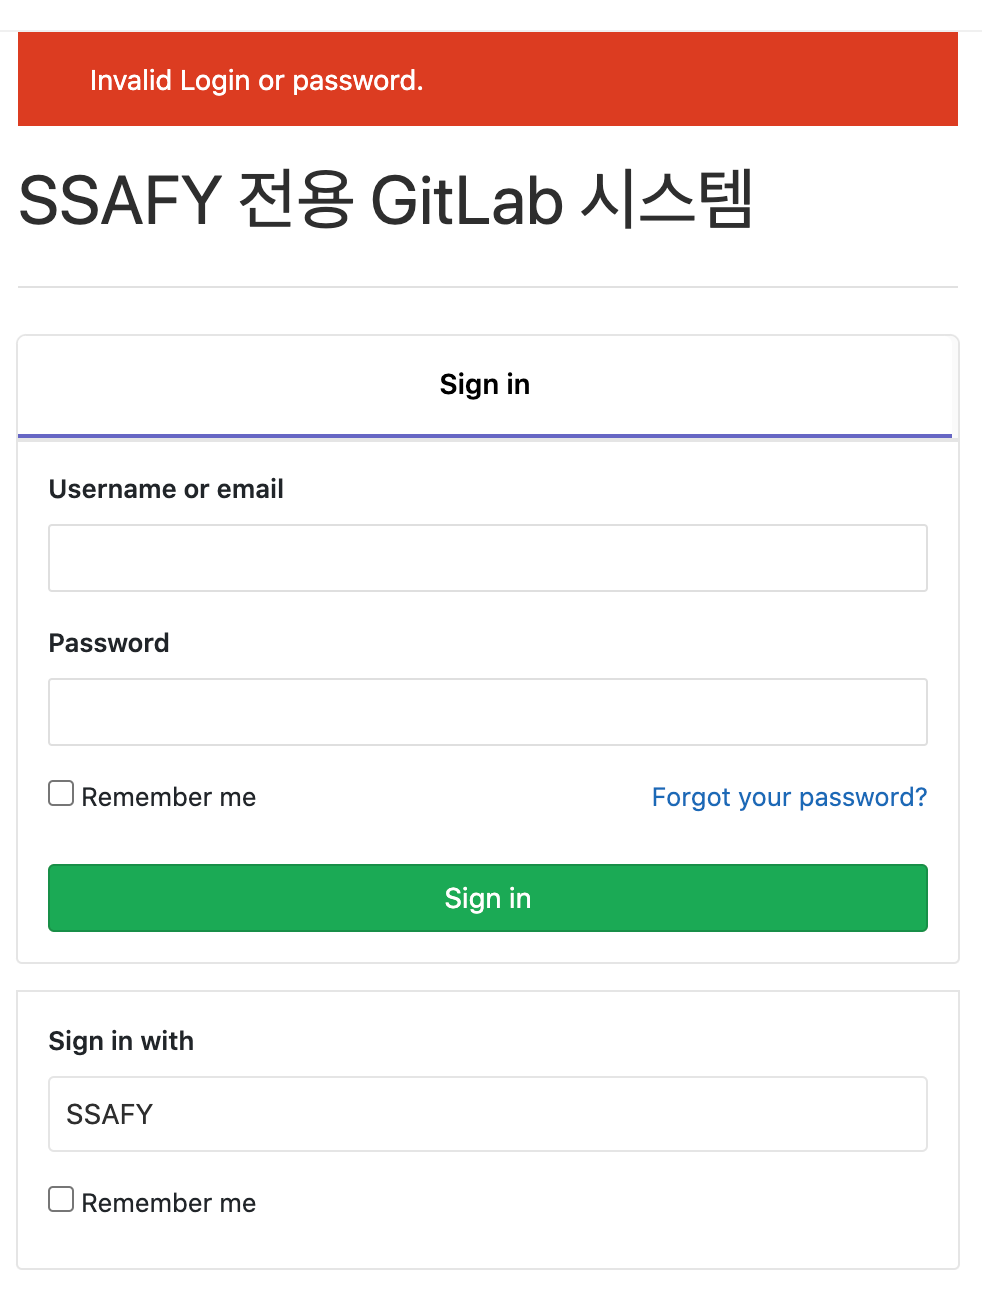 Invalid Login or password.
SSAFY 전용 GitLab 시스템
Sign in
Username or email
Password
Remember me
Forgot your password?
Sign in
Sign in with
SSAFY
Remember me